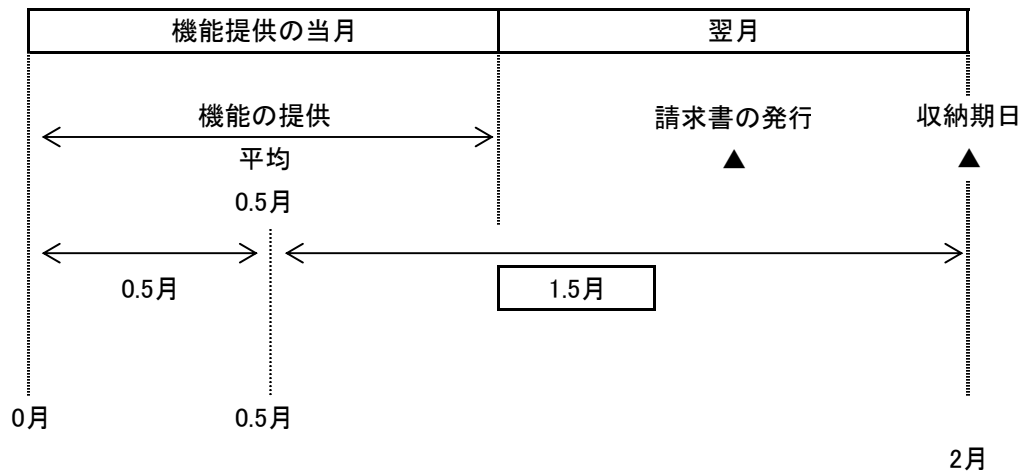 機能提供の当月 翌月
機能の提供 請求書の発行 収納期日
平均 ▲ ▲
0.5月
0.5月 1.5月
0月 0.5月
2月